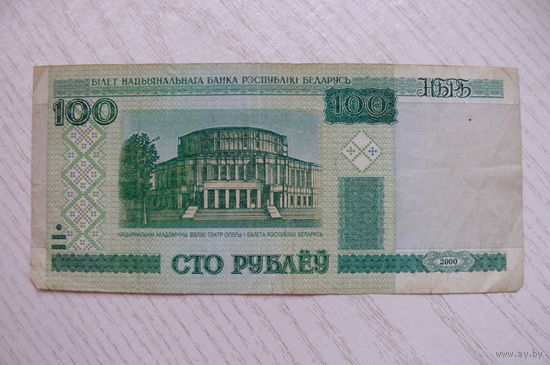 БІЛЕТ НАЦЫЯНАЛЬНАГА БАНКА РЭСПУБЛІКІ БЕЛАРУСЬ
НБРБ
100
100
НАЦЫЯНАЛЬНЫ АКАДЭМІЧНЫ ВЯЛІКІ ТЭАТР ОПЕРЫ І БАЛЕТА РЭСПУБЛІКІ БЕЛАРУСЬ
СТО РУБЛЁЎ
2000
www.ay.by